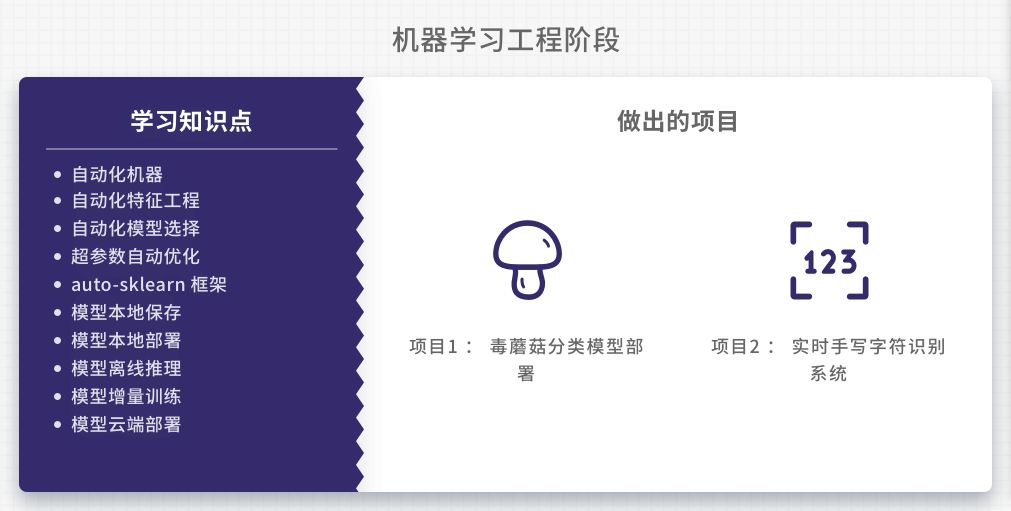 机器学习工程阶段
学习知识点
自动化机器
自动化特征工程
自动化模型选择
超参数自动优化
auto-sklearn 框架
模型本地保存
模型本地部署
模型离线推理
模型增量训练
模型云端部署
做出的项目
123
项目1： 毒蘑菇分类模型部
署
项目2： 实时手写字符识别
系统